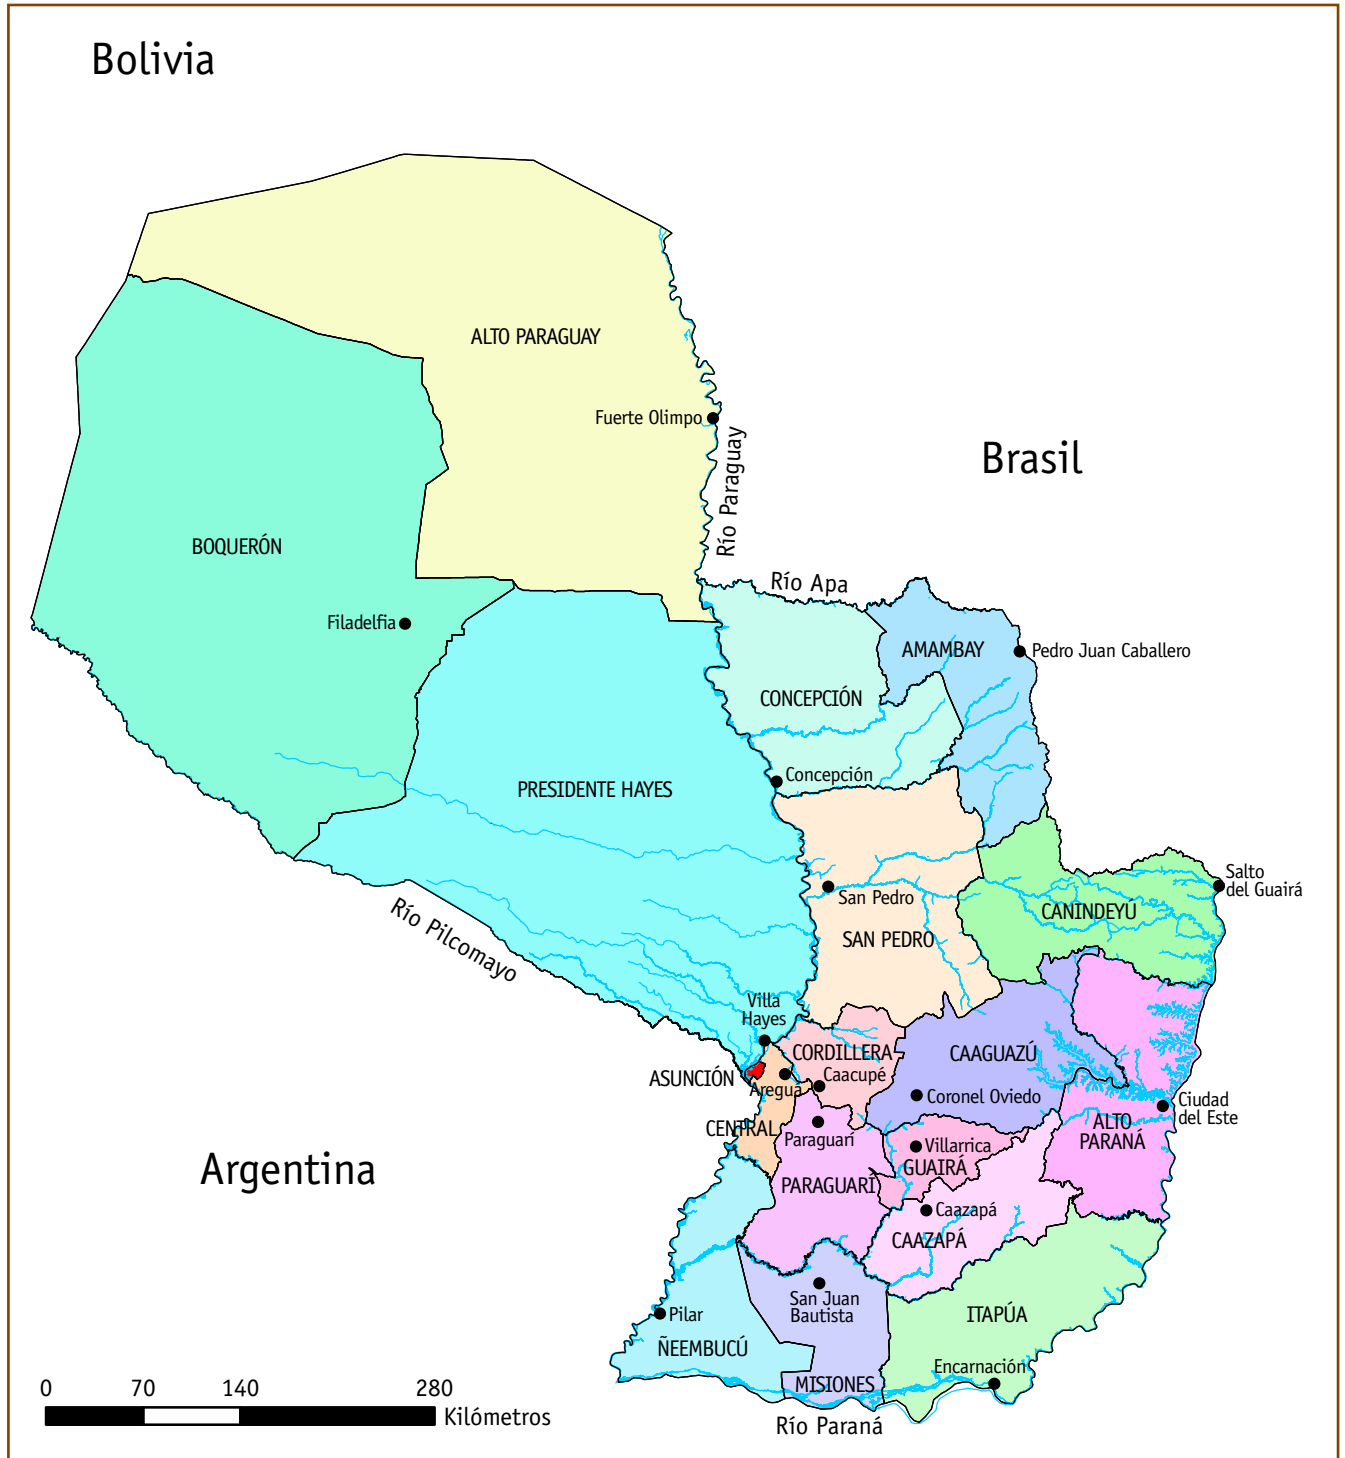 Bolivia
ALTO PARAGUAY
Fuerte Olimpo
Río Paraguay
Brasil
BOQUERÓN
Filadelfia
Río Apa
AMAMBAY
Pedro Juan Caballero
CONCEPCIÓN
Concepción
PRESIDENTE HAYES
Salto
del Guairá
San Pedro
CANINDEYÚ
SAN PEDRO
Río Pilcomayo
Villa
Hayes
CORDILLERA
CAAGUAZÚ
ASUNCIÓN
Areguá
Caacupé
Coronel Oviedo
Ciudad
del Este
CENTRAL
Paraguarí
Villarrica
ALTO
PARANÁ
GUAIRÁ
Argentina
PARAGUARÍ
Caazapá
CAAZAPÁ
San Juan
Bautista
Pilar
ITAPÚA
ÑEEMBUCÚ
Encarnación
MISIONES
0 70 140 280
Kilómetros
Río Paraná